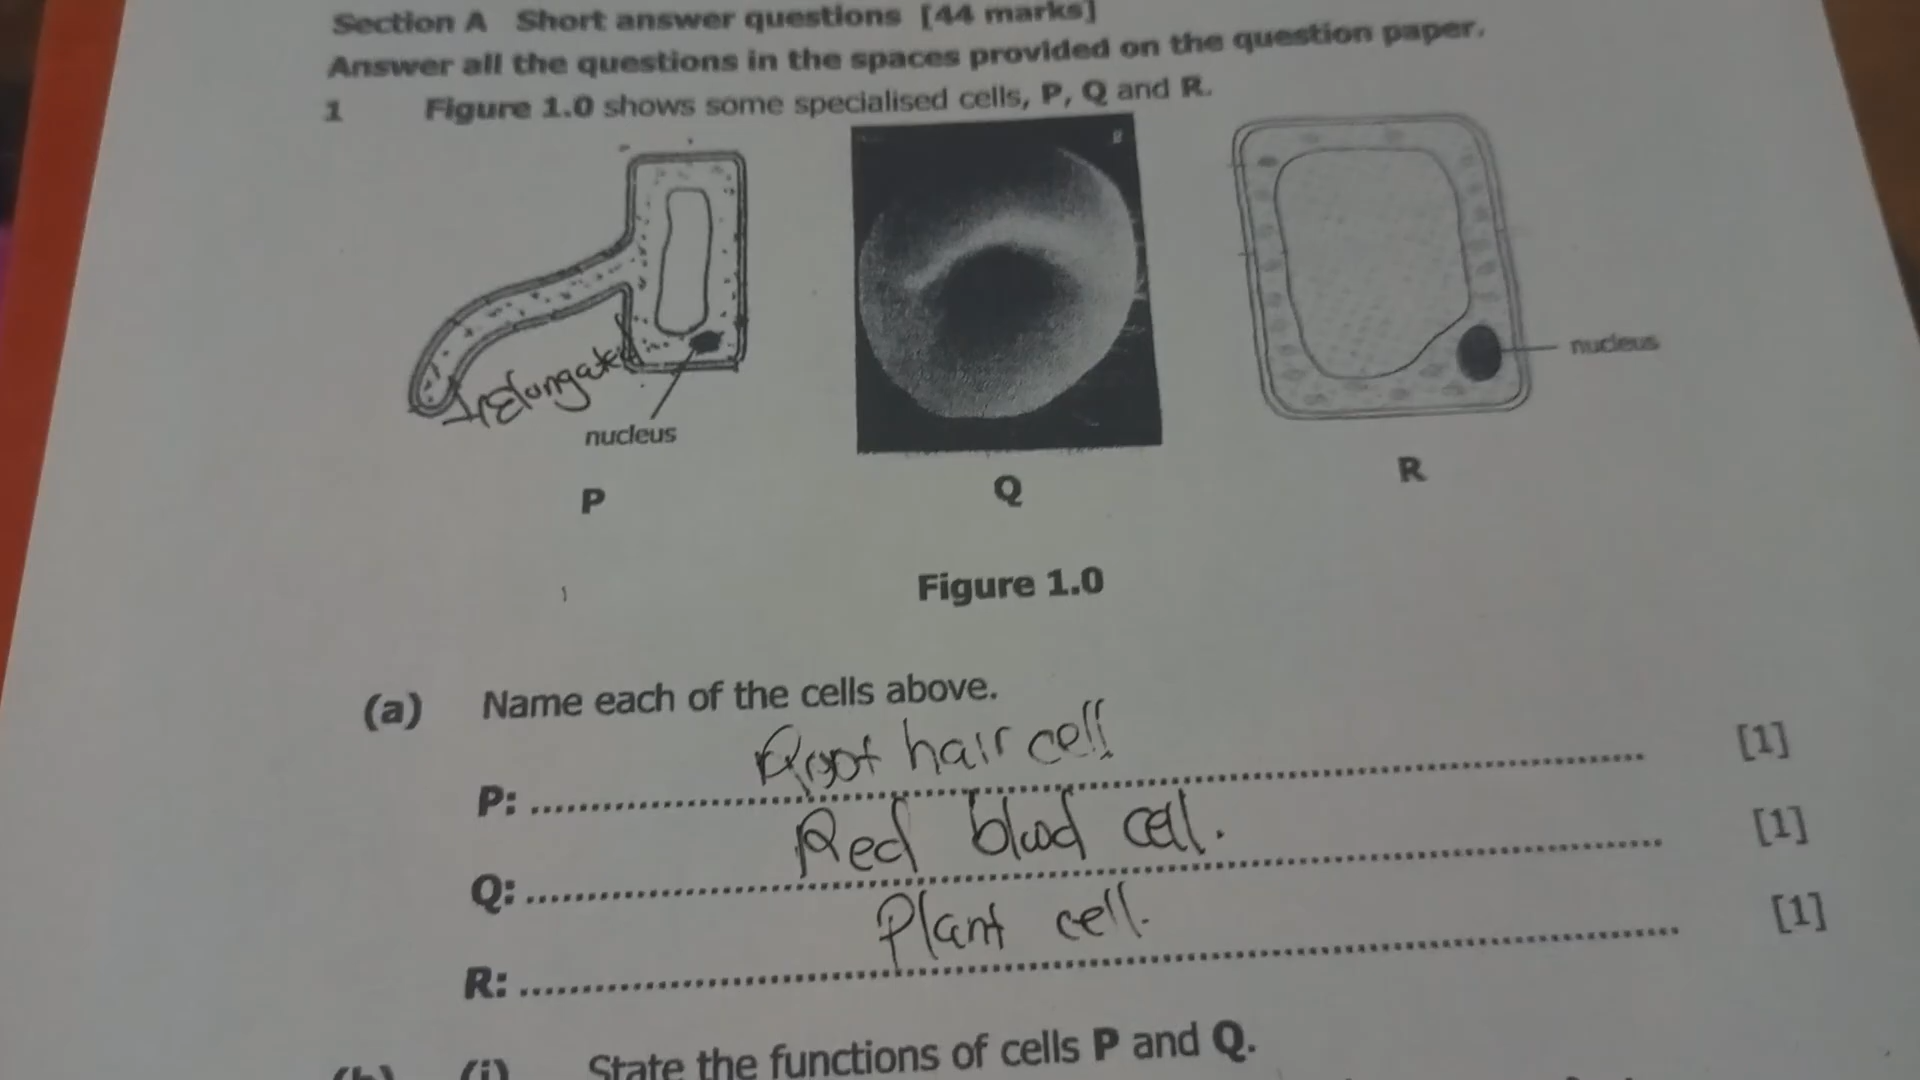 Section A Short answer questions [44 marks]
Answer all the questions in the spaces provided on the question paper.
1 Figure 1.0 shows some specialised cells, P, Q and R.
Elongated
nucleus
nucleus
P
Q
R
Figure 1.0
(a) Name each of the cells above.
P: Root hair cell [1]
Q: Red blood cell. [1]
R: Plant cell. [1]
(b) (i) State the functions of cells P and Q.